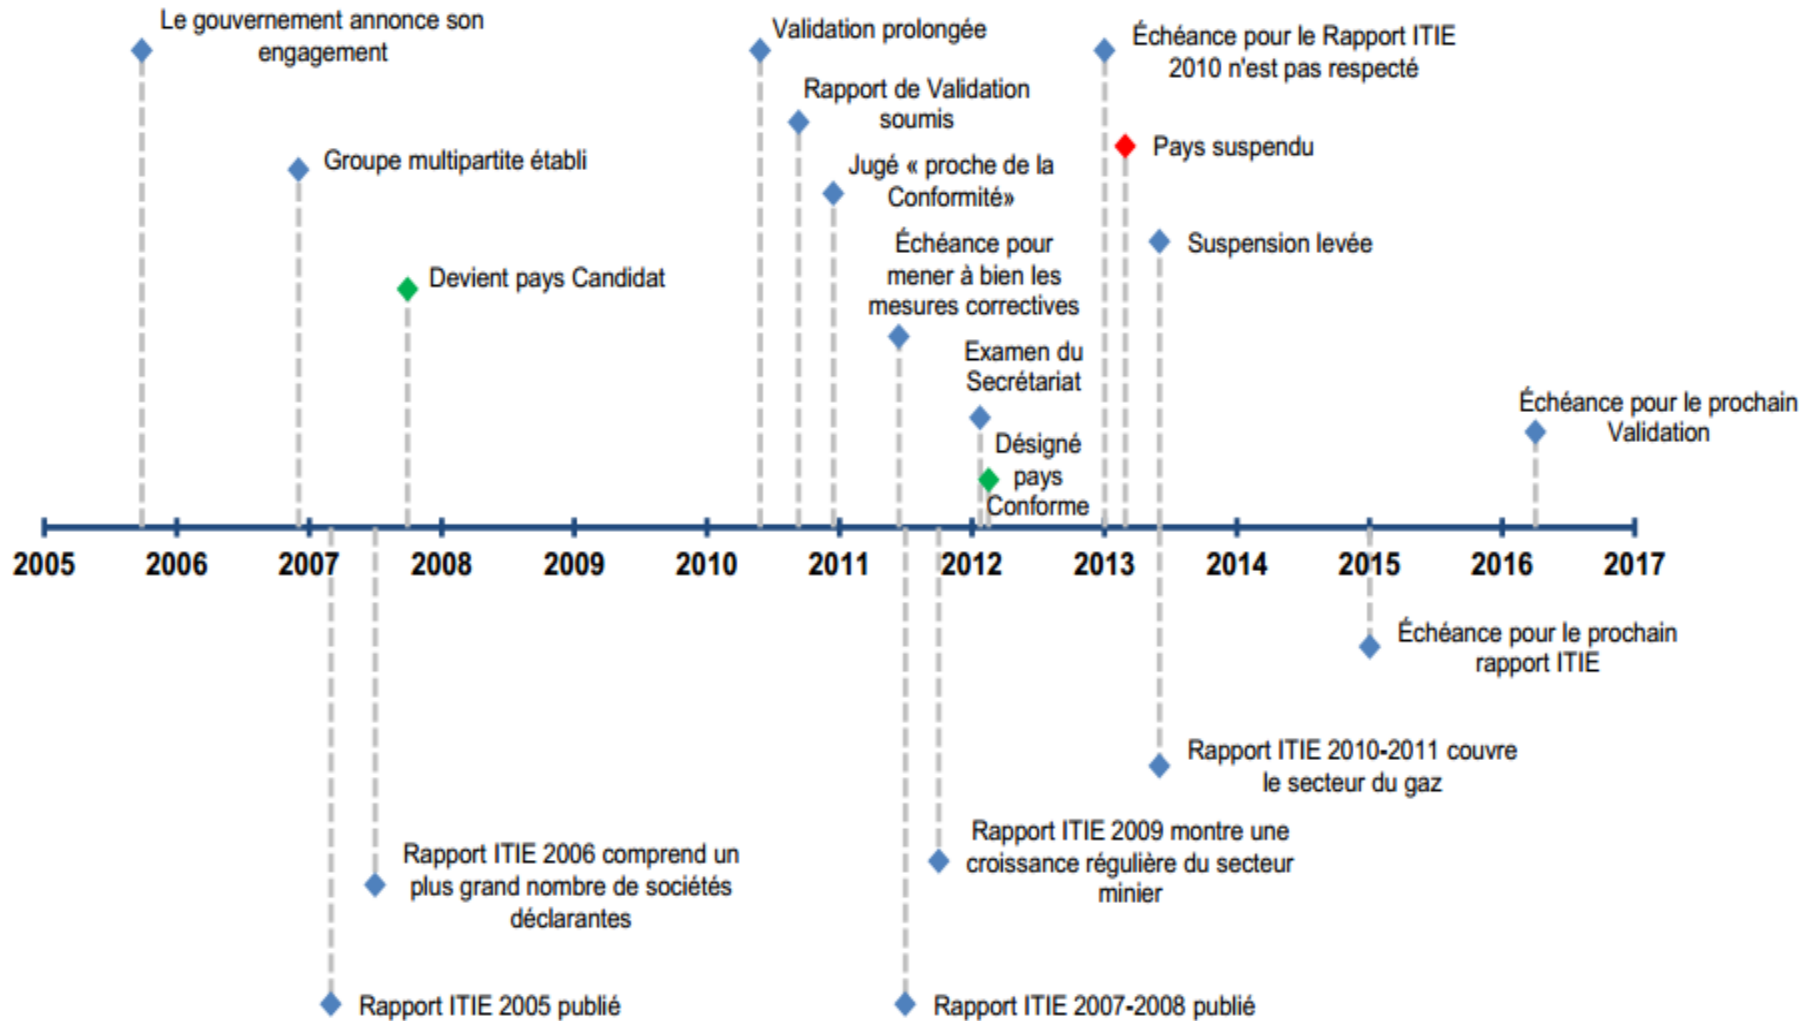 Le gouvernement annonce son
engagement
Groupe multipartite établi
Devient pays Candidat
Validation prolongée
Rapport de Validation
soumis
Jugé « proche de la
Conformité»
Échéance pour
mener à bien les
mesures correctives
Examen du
Secrétariat
Désigné
pays
Conforme
Échéance pour le Rapport ITIE
2010 n'est pas respecté
Pays suspendu
Suspension levée
Échéance pour le prochain
Validation
2005 2006 2007 2008 2009 2010 2011 2012 2013 2014 2015 2016 2017
Échéance pour le prochain
rapport ITIE
Rapport ITIE 2010-2011 couvre
le secteur du gaz
Rapport ITIE 2009 montre une
croissance régulière du secteur
minier
Rapport ITIE 2006 comprend un
plus grand nombre de sociétés
déclarantes
Rapport ITIE 2005 publié
Rapport ITIE 2007-2008 publié